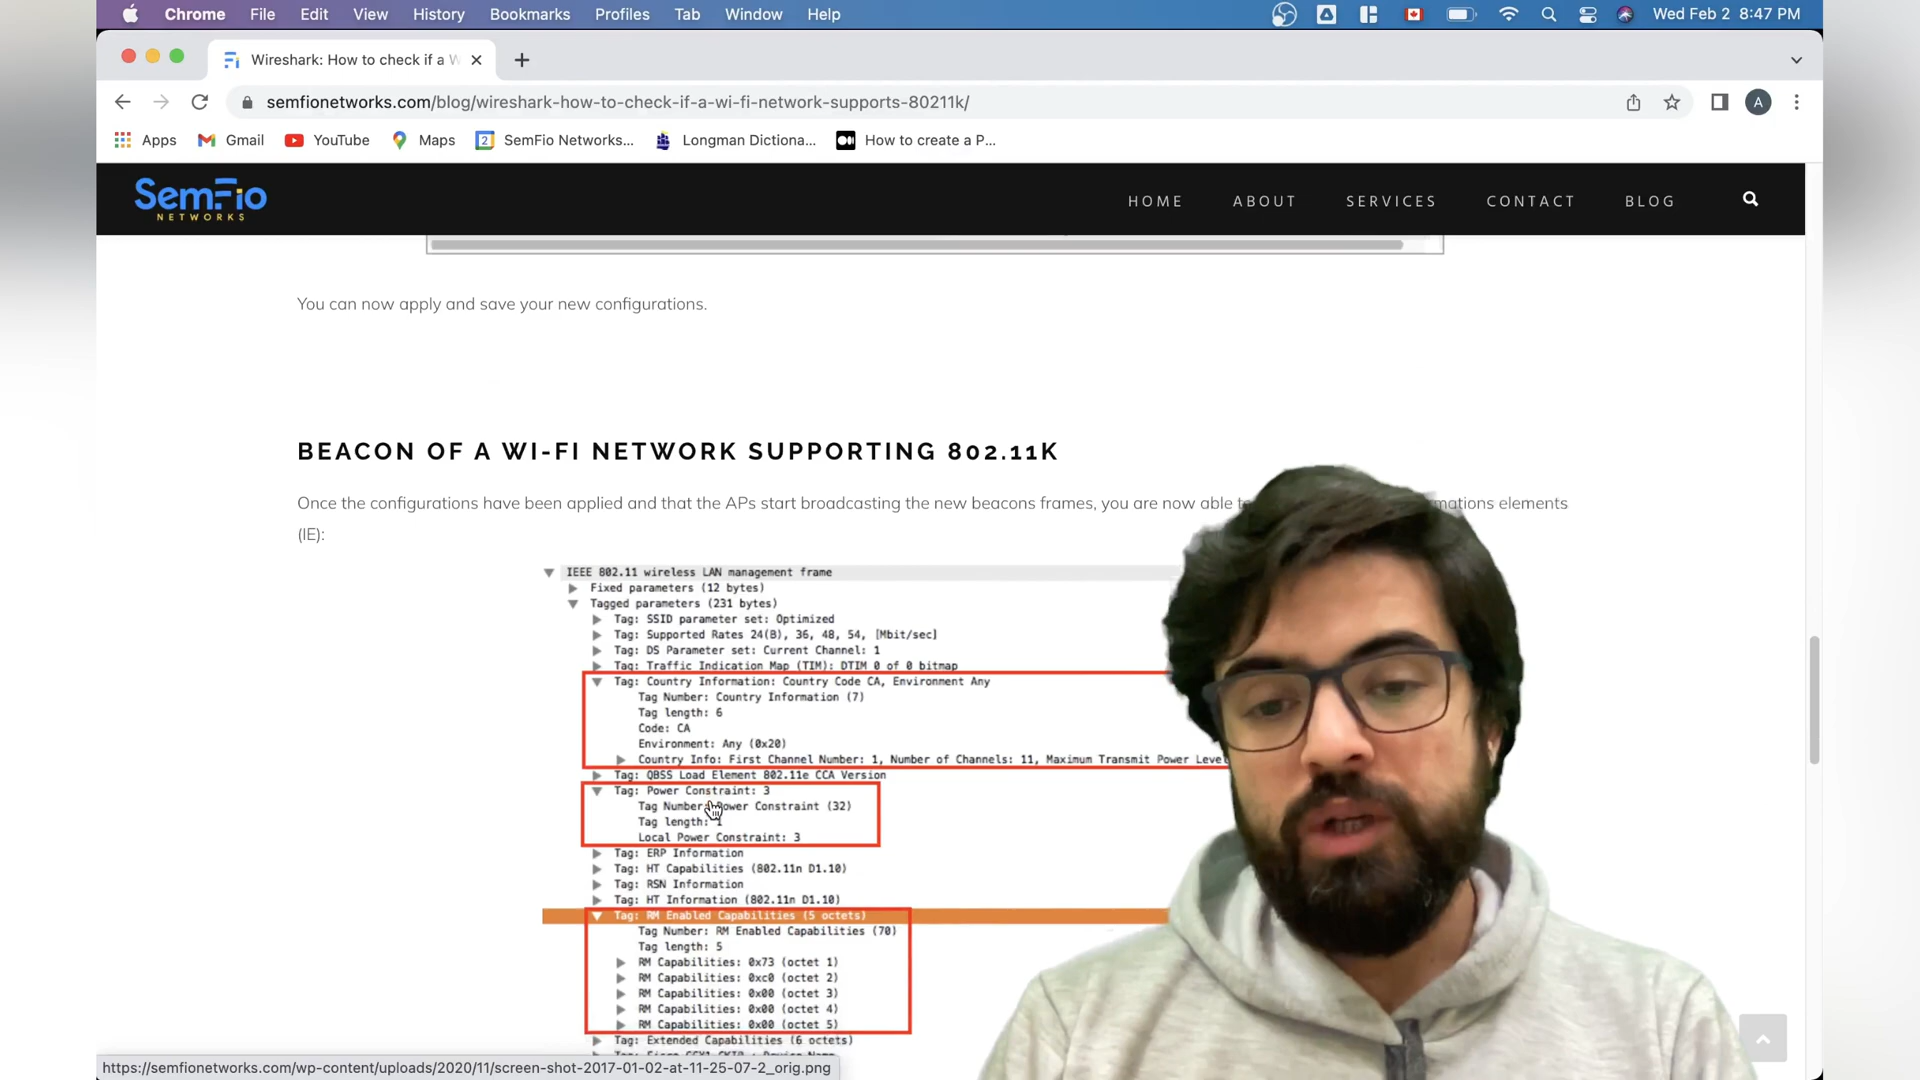 Chrome File Edit View History Bookmarks Profiles Tab Window Help Wed Feb 2 8:47 PM
Wireshark: How to check if a W
semfionetworks.com/blog/wireshark-how-to-check-if-a-wi-fi-network-supports-80211k/ A
Apps Gmail YouTube Maps 2 SemFio Networks... Longman Dictiona... How to create a P...
SemFio NETWORKS HOME ABOUT SERVICES CONTACT BLOG
You can now apply and save your new configurations.
BEACON OF A WI-FI NETWORK SUPPORTING 802.11K
Once the configurations have been applied and that the APs start broadcasting the new beacons frames, you are now able elements
(IE):
IEEE 802.11 wireless LAN management frame
Fixed parameters (12 bytes)
Tagged parameters (231 bytes)
Tag: SSID parameter set: Optimized
Tag: Supported Rates 24(B), 36, 48, 54, [Mbit/sec]
Tag: DS Parameter set: Current Channel: 1
Tag: Traffic Indication Map (TIM): DTIM 0 of 0 bitmap
Tag: Country Information: Country Code CA, Environment Any
Tag Number: Country Information (7)
Tag length: 6
Code: CA
Environment: Any (0x20)
Country Info: First Channel Number: 1, Number of Channels: 11, Maximum Transmit Power Level
Tag: QBSS Load Element 802.11e CCA Version
Tag: Power Constraint: 3
Tag Number: Power Constraint (32)
Tag length: 1
Local Power Constraint: 3
Tag: ERP Information
Tag: HT Capabilities (802.11n D1.10)
Tag: RSN Information
Tag: HT Information (802.11n D1.10)
Tag: RM Enabled Capabilities (5 octets)
Tag Number: RM Enabled Capabilities (70)
Tag length: 5
RM Capabilities: 0x73 (octet 1)
RM Capabilities: 0xc0 (octet 2)
RM Capabilities: 0x00 (octet 3)
RM Capabilities: 0x00 (octet 4)
RM Capabilities: 0x00 (octet 5)
Tag: Extended Capabilities (6 octets)
https://semfionetworks.com/wp-content/uploads/2020/11/screen-shot-2017-01-02-at-11-25-07-2_orig.png